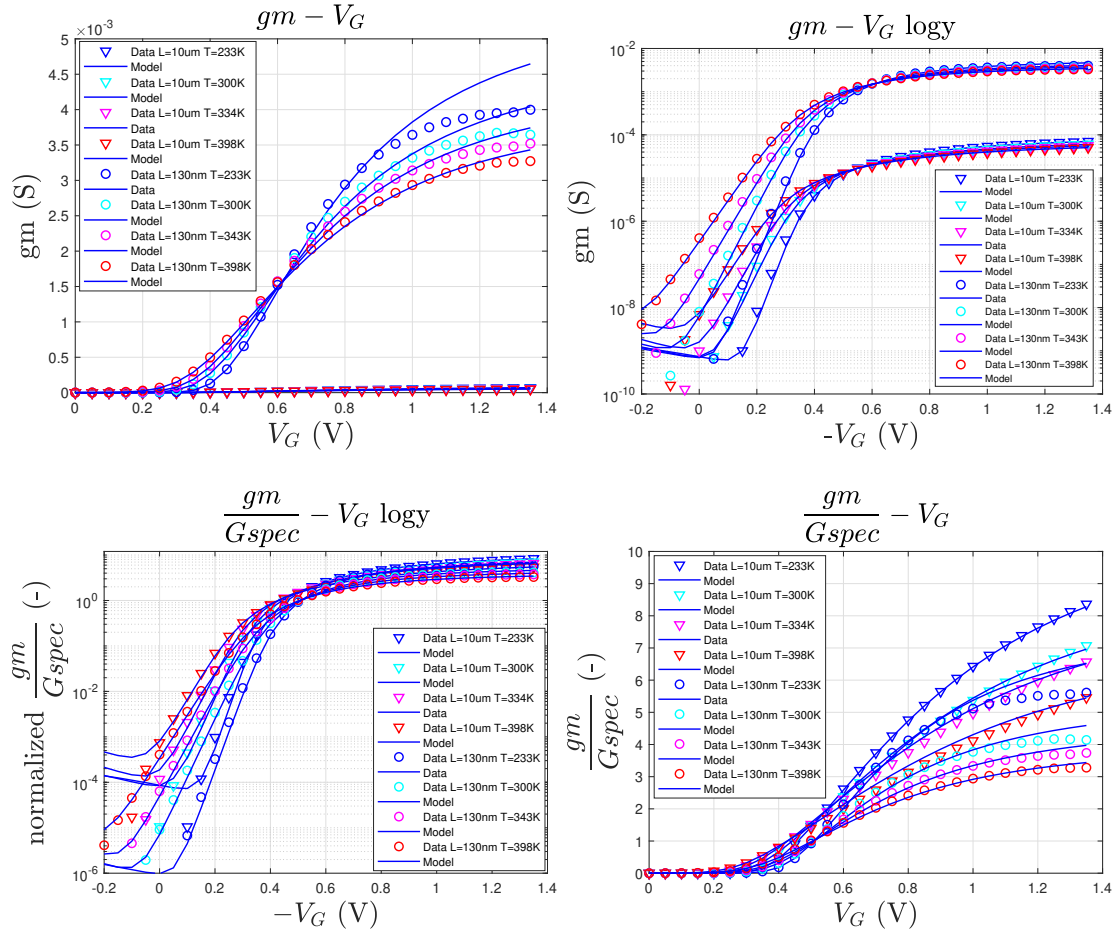 gm − V_G
×10^-3
5
4.5
4
3.5
3
2.5
2
1.5
1
0.5
0
gm (S)
Data L=10um T=233K
Model
Data L=10um T=300K
Model
Data L=10um T=334K
Data
Data L=10um T=398K
Model
Data L=130nm T=233K
Data
Data L=130nm T=300K
Model
Data L=130nm T=343K
Model
Data L=130nm T=398K
Model
0 0.2 0.4 0.6 0.8 1 1.2 1.4
V_G (V)
gm − V_G logy
10^-2
10^-4
10^-6
10^-8
10^-10
gm (S)
Data L=10um T=233K
Model
Data L=10um T=300K
Model
Data L=10um T=334K
Data
Data L=10um T=398K
Model
Data L=130nm T=233K
Data
Data L=130nm T=300K
Model
Data L=130nm T=343K
Model
Data L=130nm T=398K
Model
-0.2 0 0.2 0.4 0.6 0.8 1 1.2 1.4
-V_G (V)
gm
Gspec − V_G logy
10^0
10^-2
10^-4
10^-6
normalized gm/Gspec (-)
Data L=10um T=233K
Model
Data L=10um T=300K
Model
Data L=10um T=334K
Data
Data L=10um T=398K
Model
Data L=130nm T=233K
Data
Data L=130nm T=300K
Model
Data L=130nm T=343K
Model
Data L=130nm T=398K
Model
-0.2 0 0.2 0.4 0.6 0.8 1 1.2 1.4
−V_G (V)
gm
Gspec − V_G
10
9
8
7
6
5
4
3
2
1
0
gm/Gspec (-)
Data L=10um T=233K
Model
Data L=10um T=300K
Model
Data L=10um T=334K
Data
Data L=10um T=398K
Model
Data L=130nm T=233K
Data
Data L=130nm T=300K
Model
Data L=130nm T=343K
Model
Data L=130nm T=398K
Model
0 0.2 0.4 0.6 0.8 1 1.2 1.4
V_G (V)